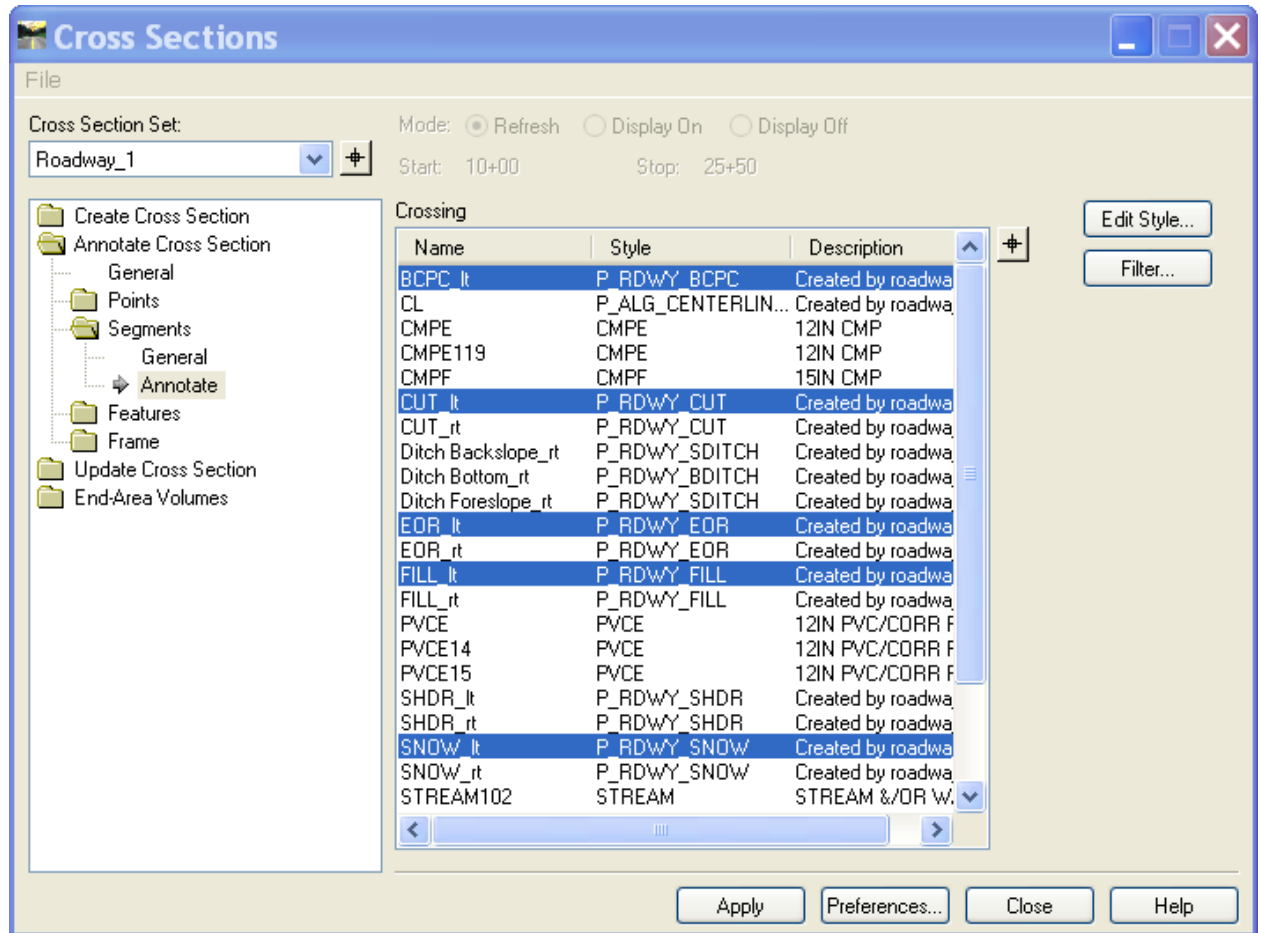 Cross Sections
File
Cross Section Set:
Roadway_1
Mode: Refresh Display On Display Off
Start: 10+00 Stop: 25+50
Create Cross Section
Annotate Cross Section
General
Points
Segments
General
Annotate
Features
Frame
Update Cross Section
End-Area Volumes
Crossing
Name Style Description
BCPC_lt P_RDWY_BCPC Created by roadwa
CL P_ALG_CENTERLIN... Created by roadwa
CMPE CMPE 12IN CMP
CMPE119 CMPE 12IN CMP
CMPF CMPF 15IN CMP
CUT_lt P_RDWY_CUT Created by roadwa
CUT_rt P_RDWY_CUT Created by roadwa
Ditch Backslope_rt P_RDWY_SDITCH Created by roadwa
Ditch Bottom_rt P_RDWY_BDITCH Created by roadwa
Ditch Foreslope_rt P_RDWY_SDITCH Created by roadwa
EOR_lt P_RDWY_EOR Created by roadwa
EOR_rt P_RDWY_EOR Created by roadwa
FILL_lt P_RDWY_FILL Created by roadwa
FILL_rt P_RDWY_FILL Created by roadwa
PVCE PVCE 12IN PVC/CORR
PVCE14 PVCE 12IN PVC/CORR
PVCE15 PVCE 12IN PVC/CORR
SHDR_lt P_RDWY_SHDR Created by roadwa
SHDR_rt P_RDWY_SHDR Created by roadwa
SNOW_lt P_RDWY_SNOW Created by roadwa
SNOW_rt P_RDWY_SNOW Created by roadwa
STREAM102 STREAM STREAM &/OR W.
Edit Style...
Filter...
Apply Preferences... Close Help